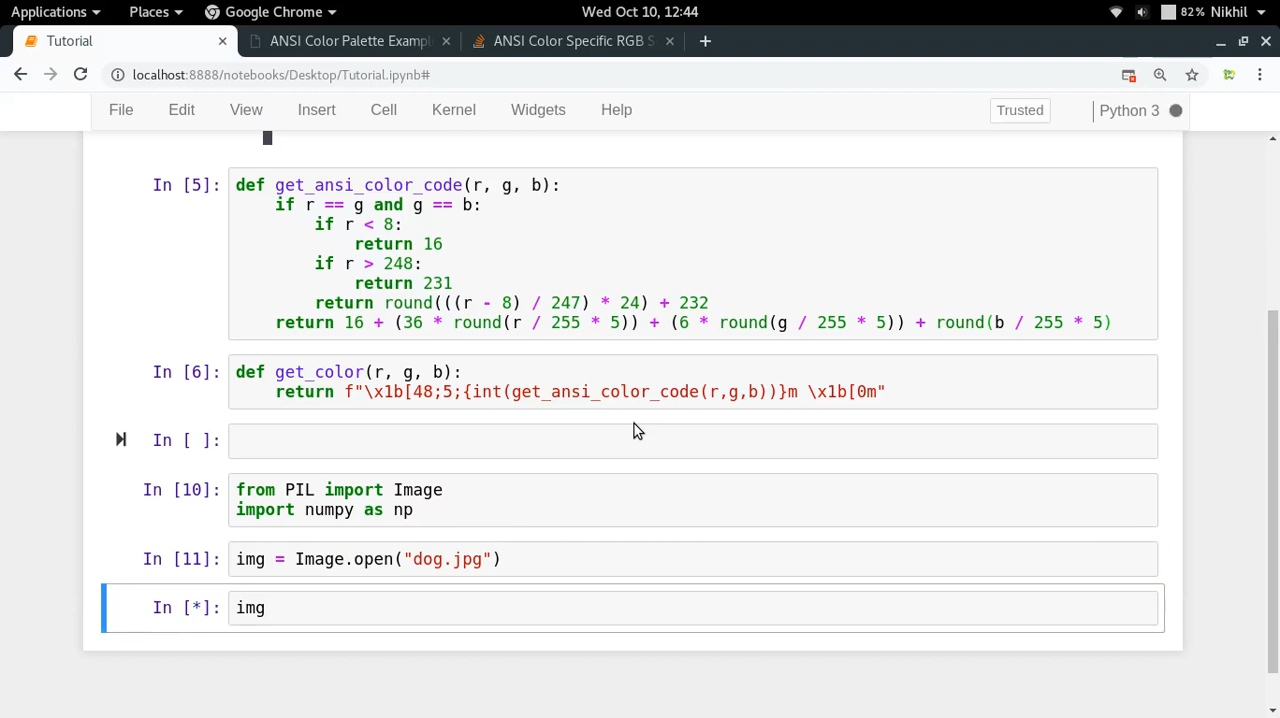 Applications Places Google Chrome Wed Oct 10, 12:44 82% Nikhil
Tutorial ANSI Color Palette Exampl ANSI Color Specific RGB S
localhost:8888/notebooks/Desktop/Tutorial.ipynb#
File Edit View Insert Cell Kernel Widgets Help Trusted Python 3
In [5]: def get_ansi_color_code(r, g, b):
if r == g and g == b:
if r < 8:
return 16
if r > 248:
return 231
return round(((r - 8) / 247) * 24) + 232
return 16 + (36 * round(r / 255 * 5)) + (6 * round(g / 255 * 5)) + round(b / 255 * 5)
In [6]: def get_color(r, g, b):
return f"\x1b[48;5;{int(get_ansi_color_code(r,g,b))}m \x1b[0m"
In [ ]:
In [10]: from PIL import Image
import numpy as np
In [11]: img = Image.open("dog.jpg")
In [*]: img